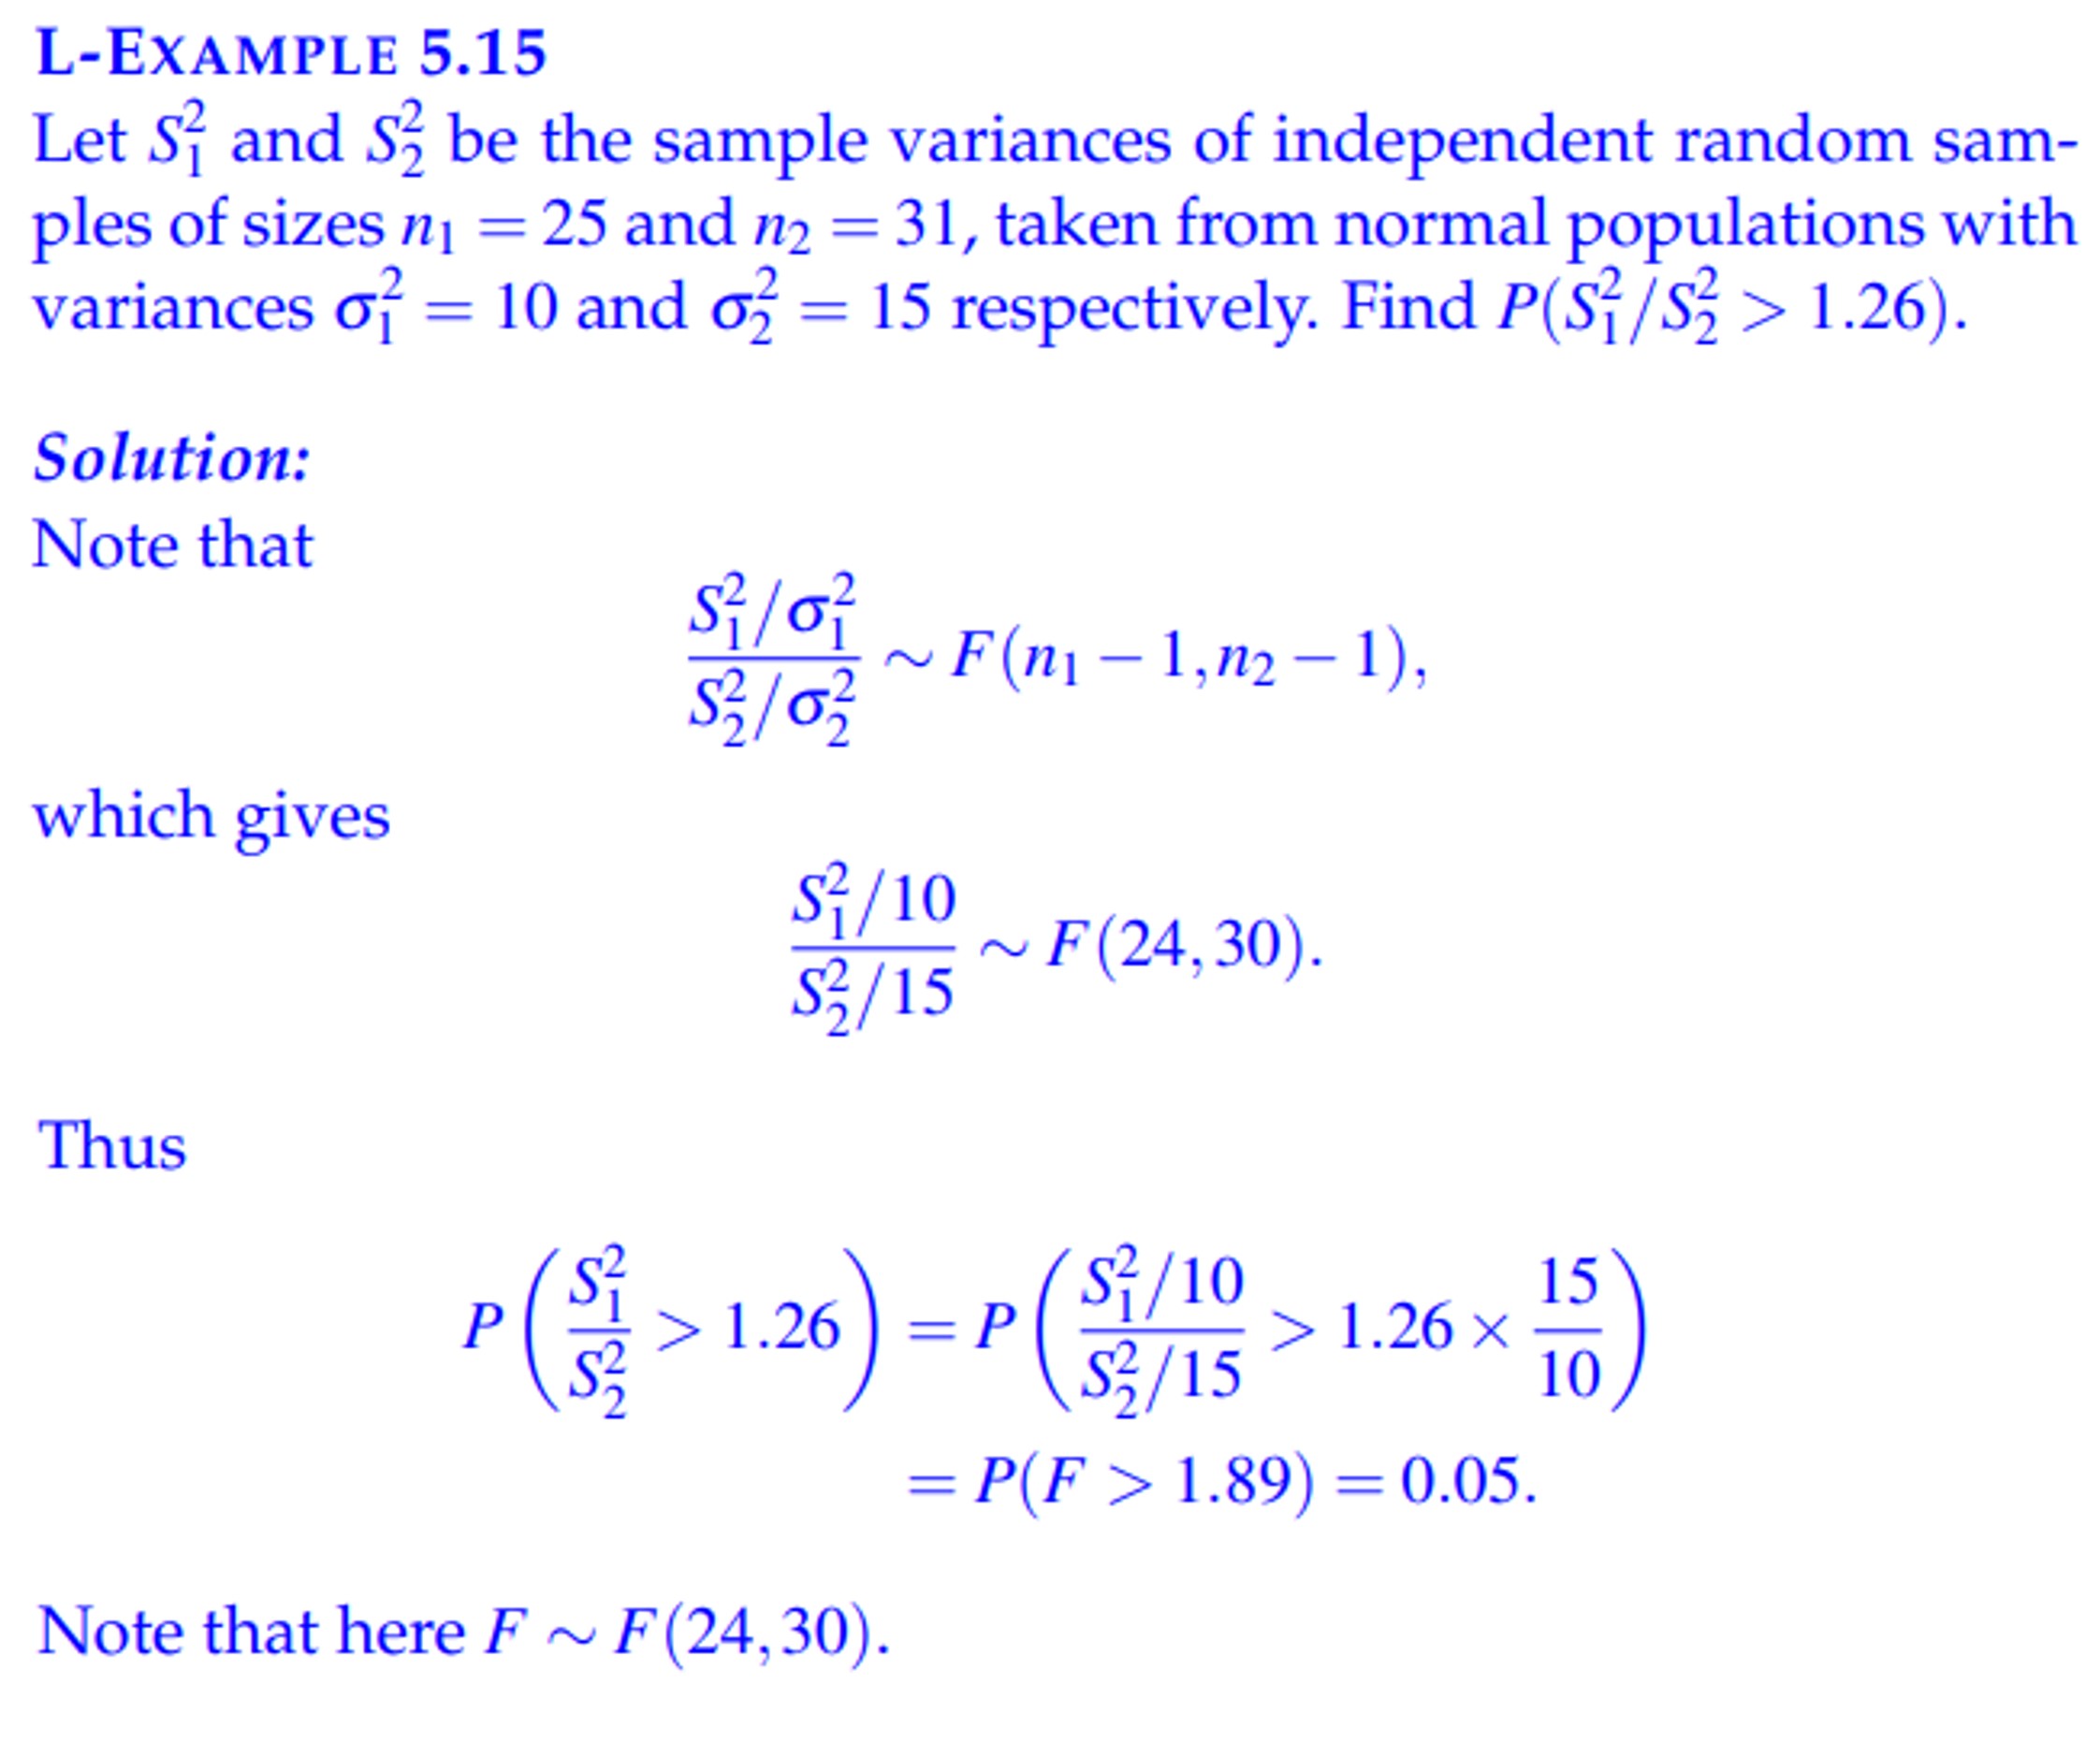 L-EXAMPLE 5.15
Let $S_1^2$ and $S_2^2$ be the sample variances of independent random sam-
ples of sizes $n_1 = 25$ and $n_2 = 31$, taken from normal populations with
variances $\sigma_1^2 = 10$ and $\sigma_2^2 = 15$ respectively. Find $P(S_1^2/S_2^2 > 1.26)$.
Solution:
Note that
$\frac{S_1^2/\sigma_1^2}{S_2^2/\sigma_2^2} \sim F(n_1 - 1, n_2 - 1),$
which gives
$\frac{S_1^2/10}{S_2^2/15} \sim F(24, 30).$
Thus
$P\left(\frac{S_1^2}{S_2^2} > 1.26\right) = P\left(\frac{S_1^2/10}{S_2^2/15} > 1.26 \times \frac{15}{10}\right)$
$= P(F > 1.89) = 0.05.$
Note that here $F \sim F(24, 30)$.